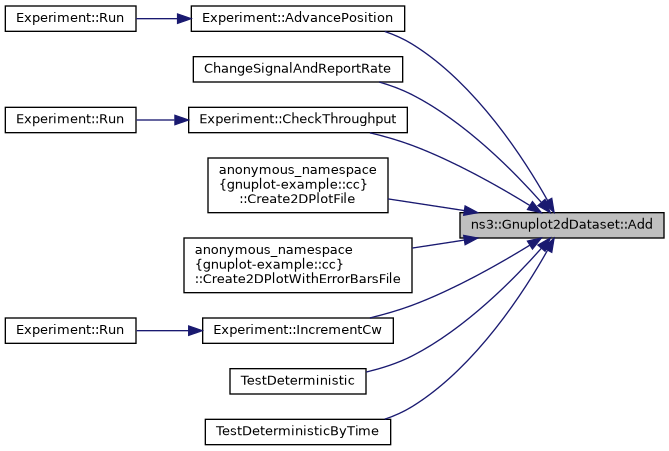 Experiment::Run
Experiment::AdvancePosition
ChangeSignalAndReportRate
Experiment::Run
Experiment::CheckThroughput
anonymous_namespace
{gnuplot-example::cc}
::Create2DPlotFile
ns3::Gnuplot2dDataset::Add
anonymous_namespace
{gnuplot-example::cc}
::Create2DPlotWithErrorBarsFile
Experiment::Run
Experiment::IncrementCw
TestDeterministic
TestDeterministicByTime